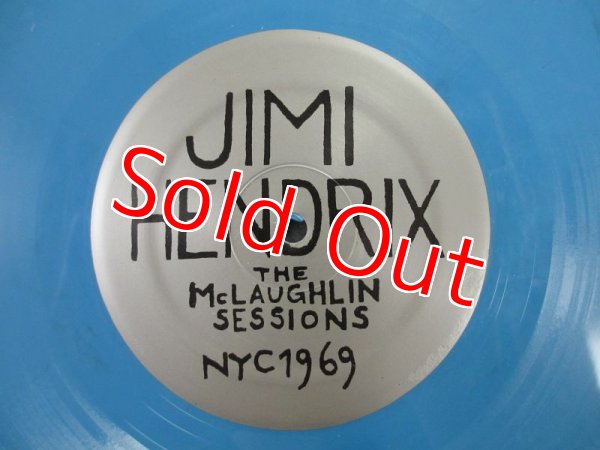 JIMI
HENDRIX
Sold Out
THE
McLAUGHLIN
SESSIONS
NYC1969